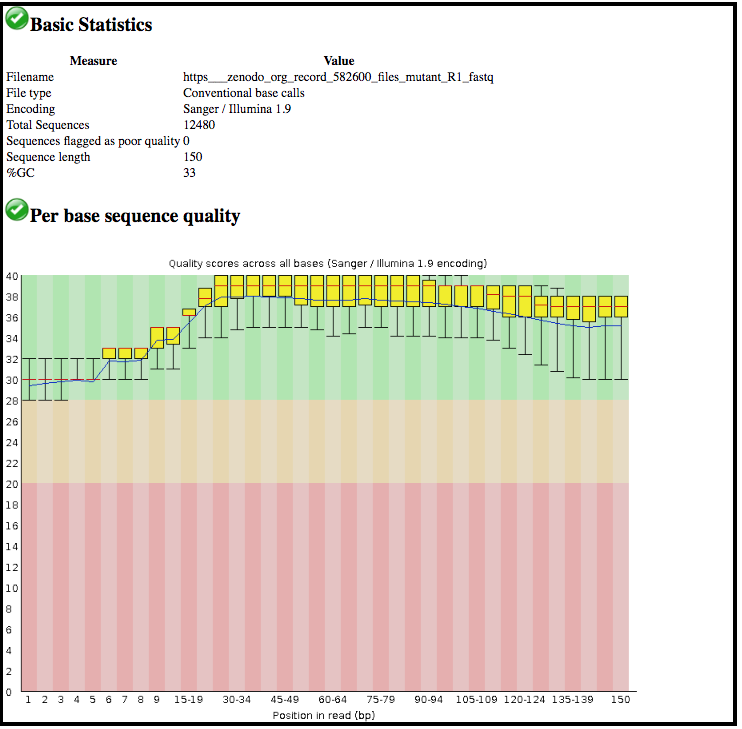 Basic Statistics
Measure Value
Filename https___zenodo_org_record_582600_files_mutant_R1_fastq
File type Conventional base calls
Encoding Sanger / Illumina 1.9
Total Sequences 12480
Sequences flagged as poor quality 0
Sequence length 150
%GC 33
Per base sequence quality
Quality scores across all bases (Sanger / Illumina 1.9 encoding)
40
38
36
34
32
30
28
26
24
22
20
18
16
14
12
10
8
6
4
2
0
1 2 3 4 5 6 7 8 9 15-19 30-34 45-49 60-64 75-79 90-94 105-109 120-124 135-139 150
Position in read (bp)